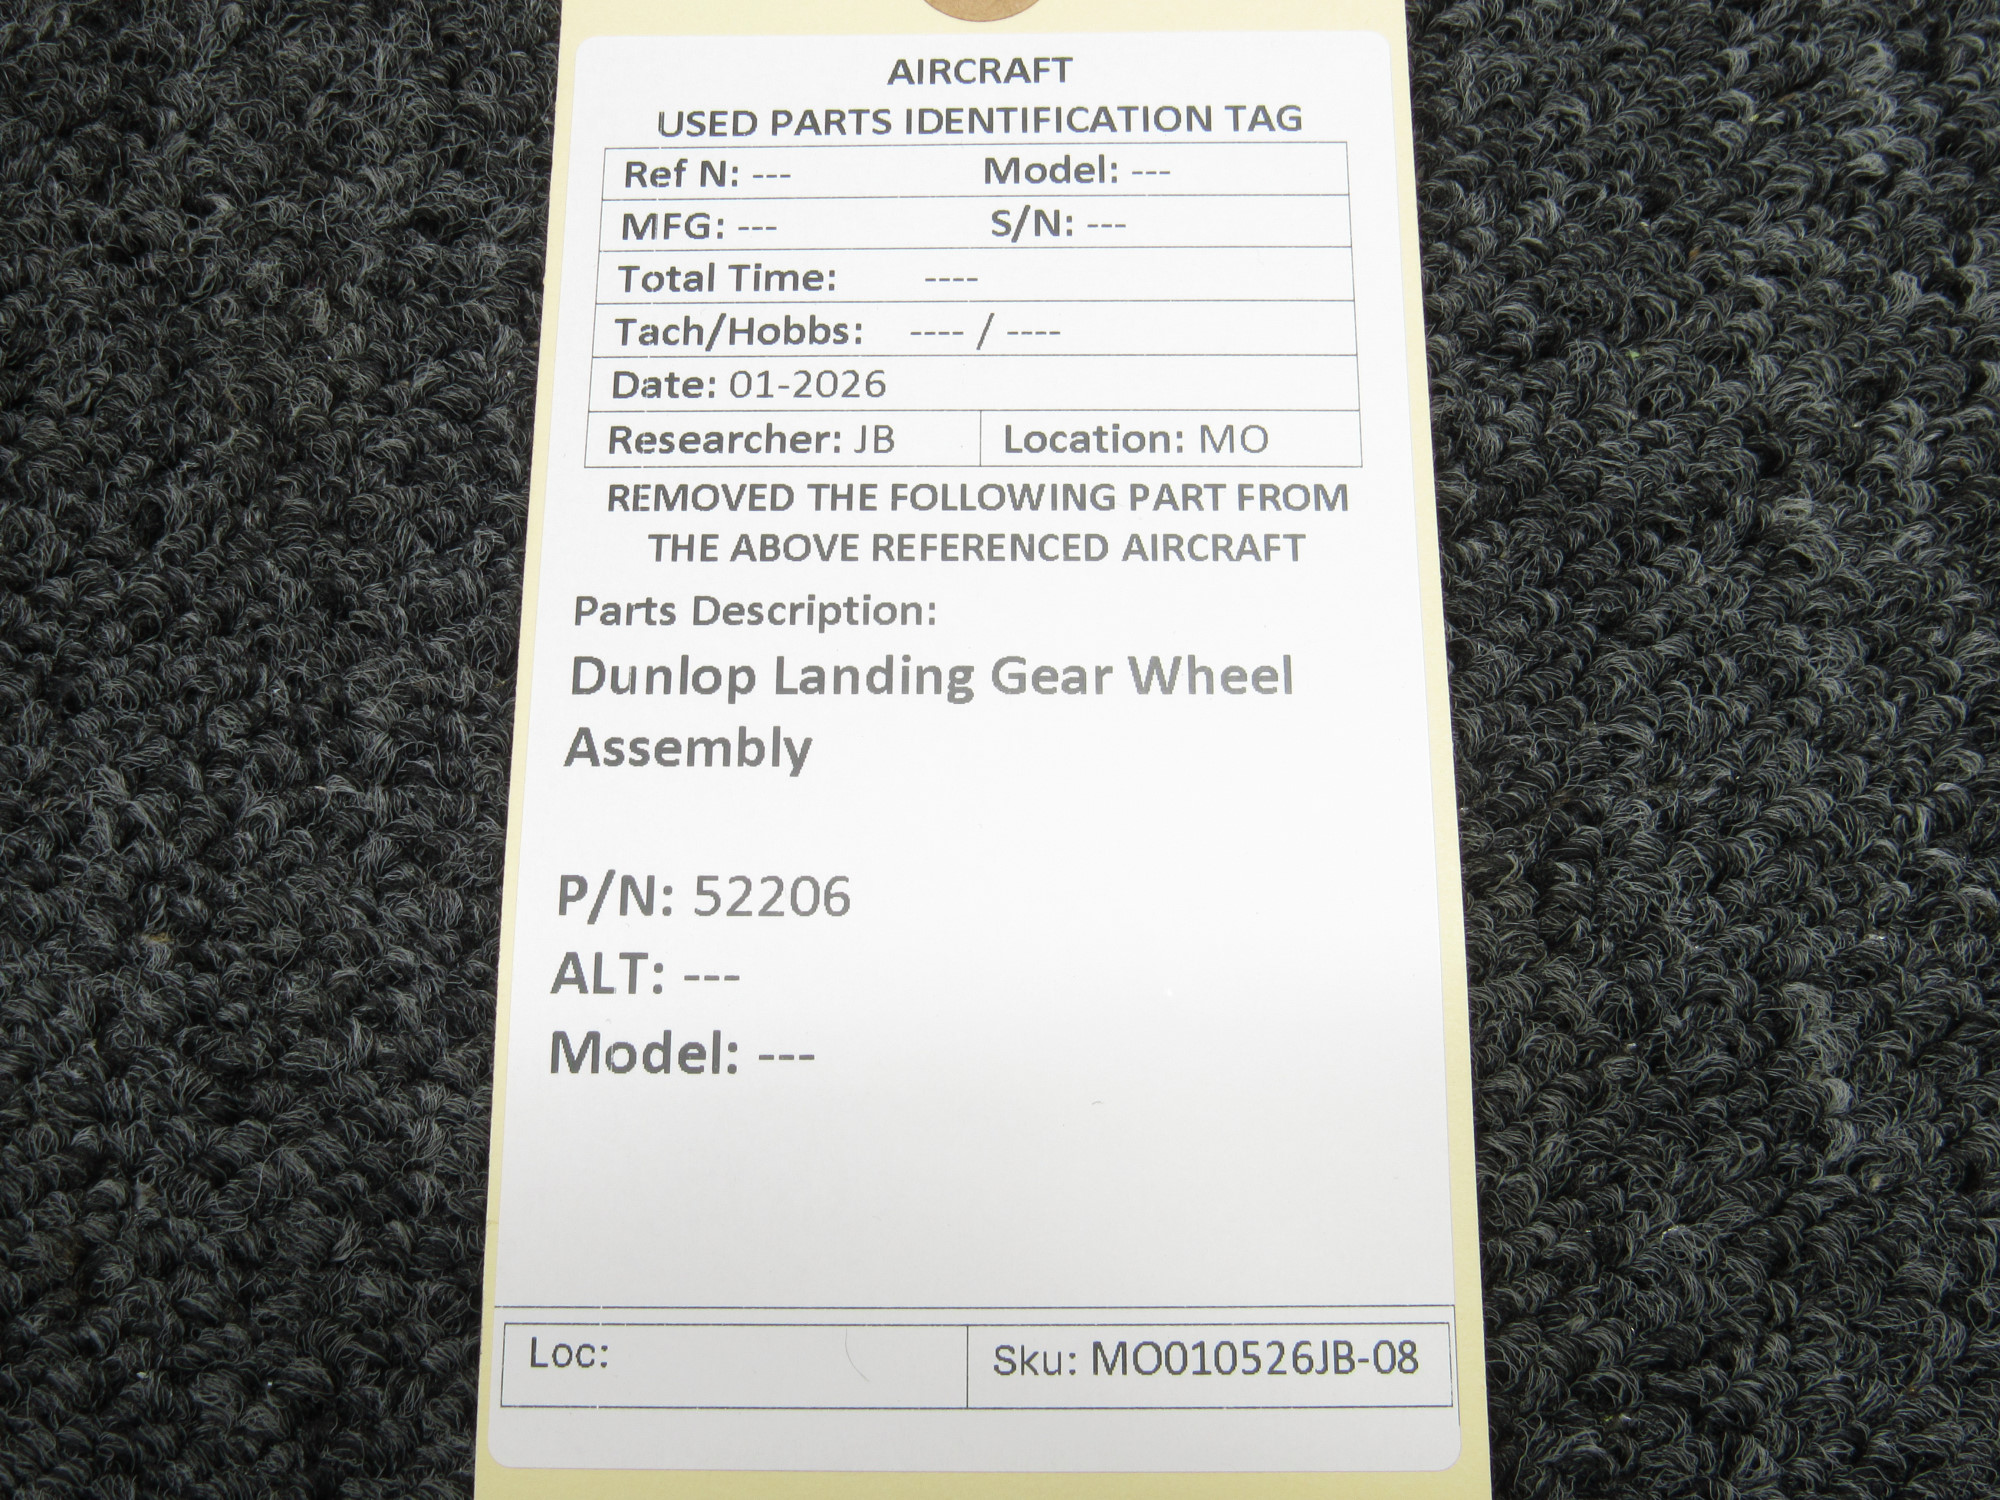 AIRCRAFT
USED PARTS IDENTIFICATION TAG
Ref N: --- Model: ---
MFG: --- S/N: ---
Total Time: ----
Tach/Hobbs: ---- / ----
Date: 01-2026
Researcher: JB Location: MO
REMOVED THE FOLLOWING PART FROM
THE ABOVE REFERENCED AIRCRAFT
Parts Description:
Dunlop Landing Gear Wheel
Assembly
P/N: 52206
ALT: ---
Model: ---
Loc: Sku: MO010526JB-08